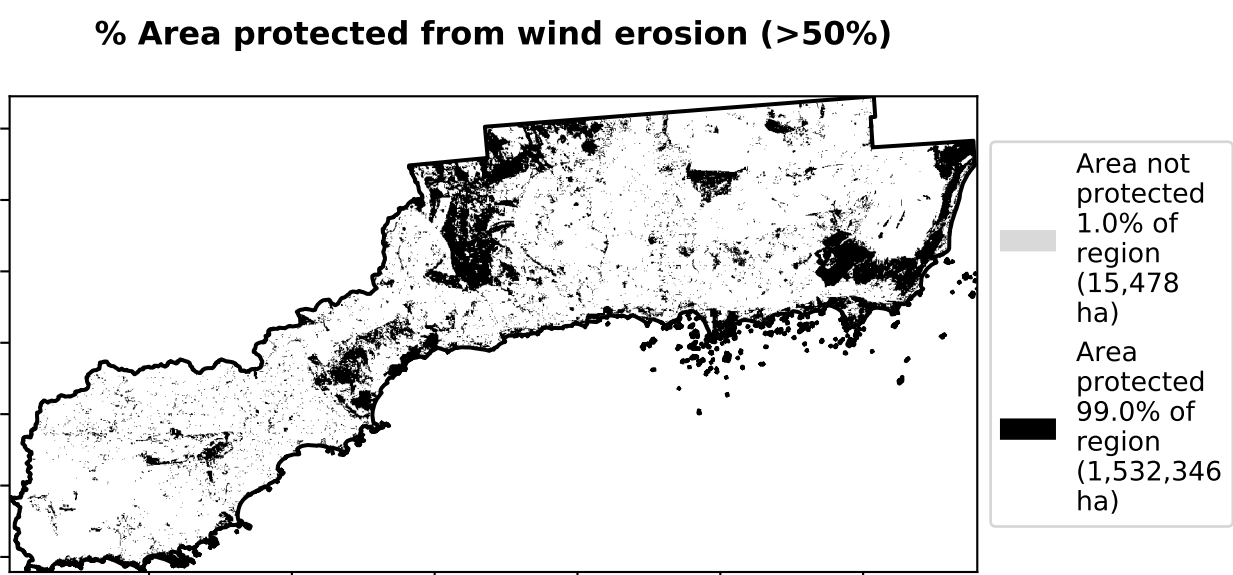 % Area protected from wind erosion (>50%)
Area not
protected
1.0% of
region
(15,478
ha)
Area
protected
99.0% of
region
(1,532,346
ha)